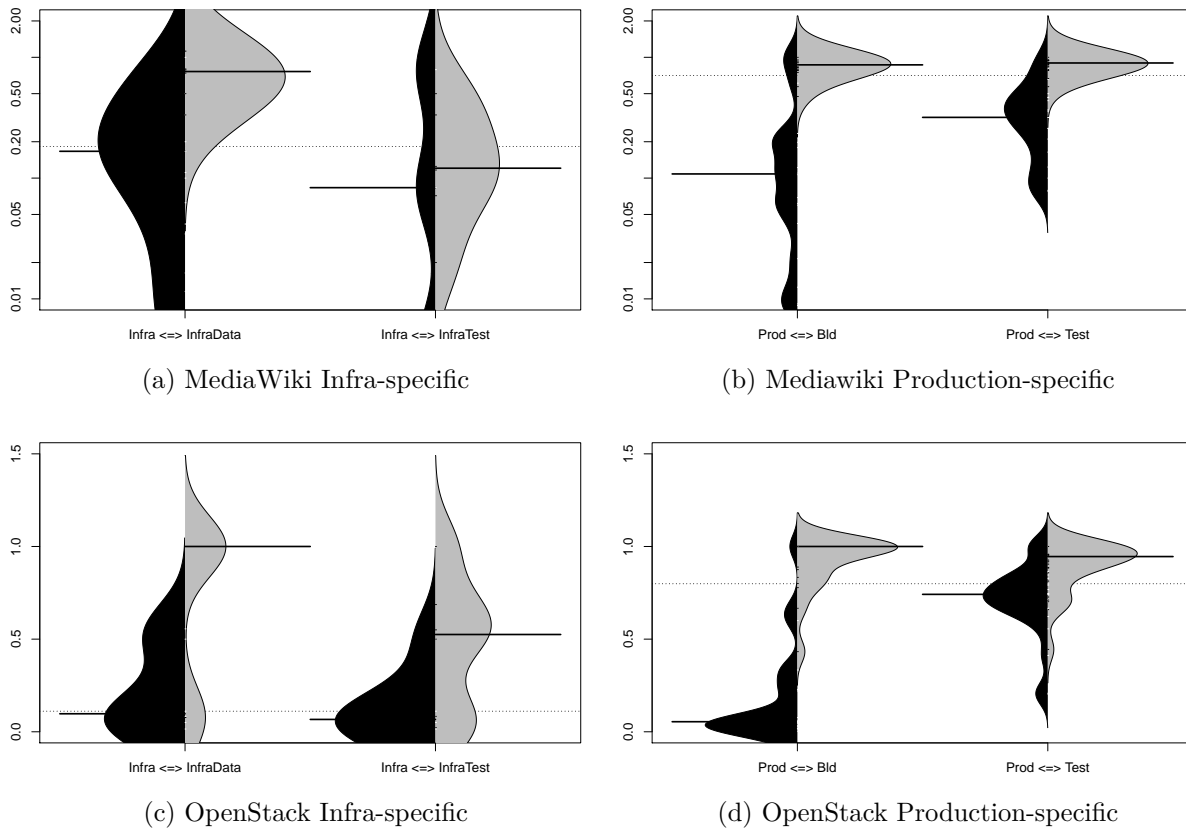 2.00
0.50
0.20
0.05
0.01
Infra <=> InfraData
Infra <=> InfraTest
(a) MediaWiki Infra-specific
2.00
0.50
0.20
0.05
0.01
Prod <=> Bld
Prod <=> Test
(b) Mediawiki Production-specific
1.5
1.0
0.5
0.0
Infra <=> InfraData
Infra <=> InfraTest
(c) OpenStack Infra-specific
1.5
1.0
0.5
0.0
Prod <=> Bld
Prod <=> Test
(d) OpenStack Production-specific